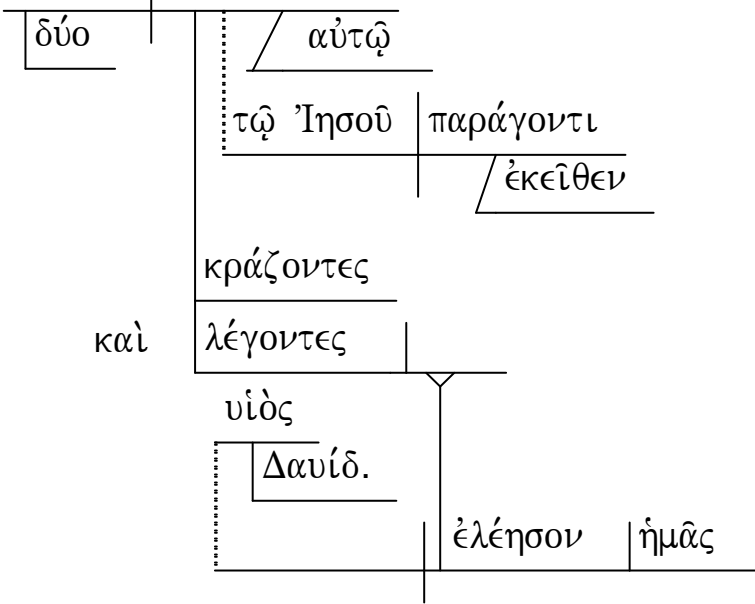 δύο αὐτῷ
τῷ Ἰησοῦ παράγοντι
ἐκεῖθεν
κράζοντες
καὶ λέγοντες
υἱὸς
Δαυίδ.
ἐλέησον ἡμᾶς